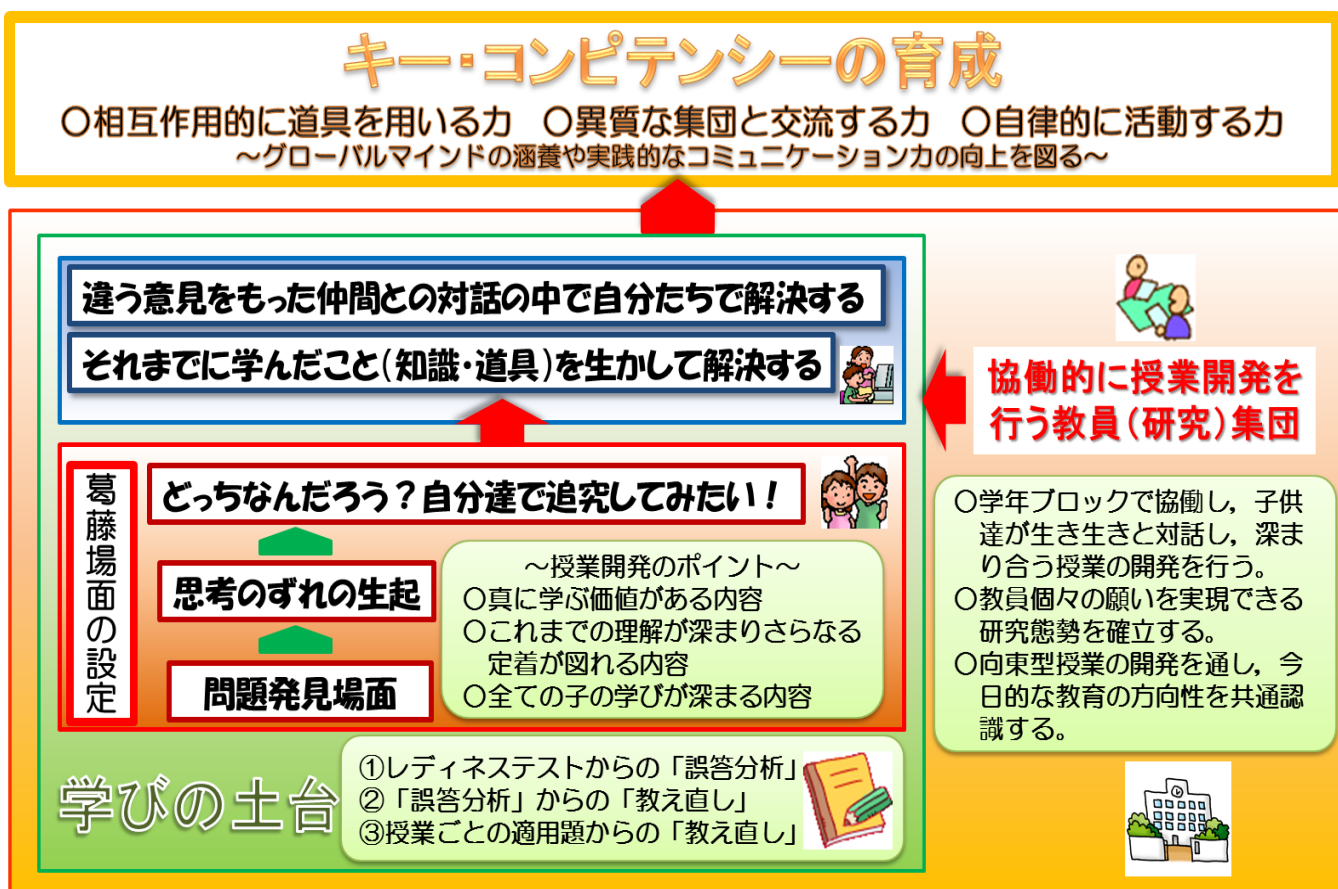 キー・コンピテンシーの育成
○相互作用的に道具を用いる力　○異質な集団と交流する力　○自律的に活動する力
～グローバルマインドの涵養や実践的なコミュニケーション力の向上を図る～
違う意見をもった仲間との対話の中で自分たちで解決する
それまでに学んだこと（知識・道具）を生かして解決する
葛藤場面の設定
どっちなんだろう？自分達で追究してみたい！
思考のずれの生起
問題発見場面
～授業開発のポイント～
○真に学ぶ価値がある内容
○これまでの理解が深まりさらなる
定着が図れる内容
○全ての子の学びが深まる内容
学びの土台
①レディネステストからの「誤答分析」
②「誤答分析」からの「教え直し」
③授業ごとの適用題からの「教え直し」
協働的に授業開発を
行う教員（研究）集団
○学年ブロックで協働し，子供
達が生き生きと対話し，深ま
り合う授業の開発を行う。
○教員個々の願いを実現できる
研究態勢を確立する。
○向東型授業の開発を通し，今
日的な教育の方向性を共通認
識する。